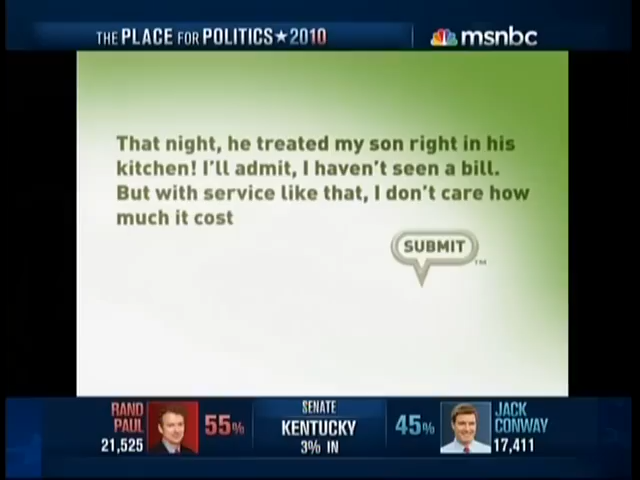 THE PLACE FOR POLITICS★2010
msnbc
That night, he treated my son right in his
kitchen! I'll admit, I haven't seen a bill.
But with service like that, I don't care how
much it cost
SUBMIT™
RAND
PAUL
21,525
55%
SENATE
KENTUCKY
3% IN
45%
JACK
CONWAY
17,411